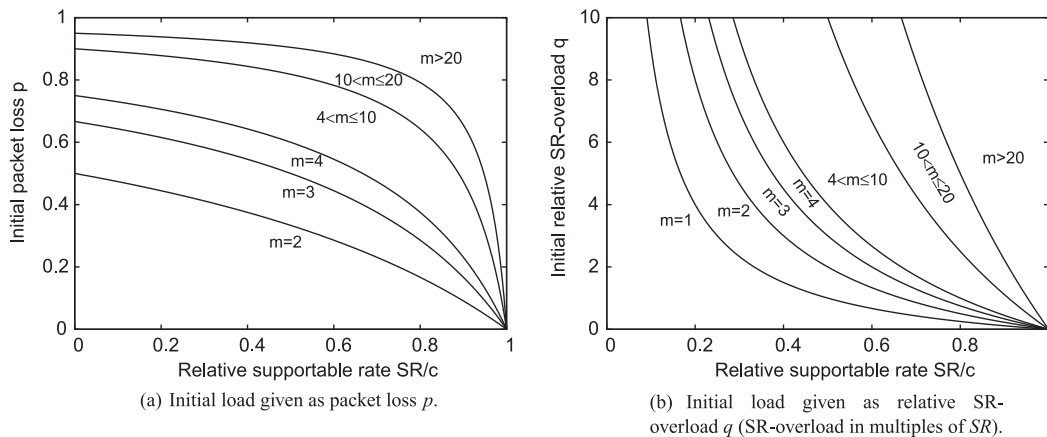 1
0.8
0.6
0.4
0.2
0
Initial packet loss p
m>20
10<m≤20
4<m≤10
m=4
m=3
m=2
0 0.2 0.4 0.6 0.8 1
Relative supportable rate SR/c
(a) Initial load given as packet loss p.
10
8
6
4
2
0
Initial relative SR-overload q
m=1
m=2
m=3
m=4
4<m≤10
10<m≤20
m>20
0 0.2 0.4 0.6 0.8
Relative supportable rate SR/c
(b) Initial load given as relative SR-
overload q (SR-overload in multiples of SR).